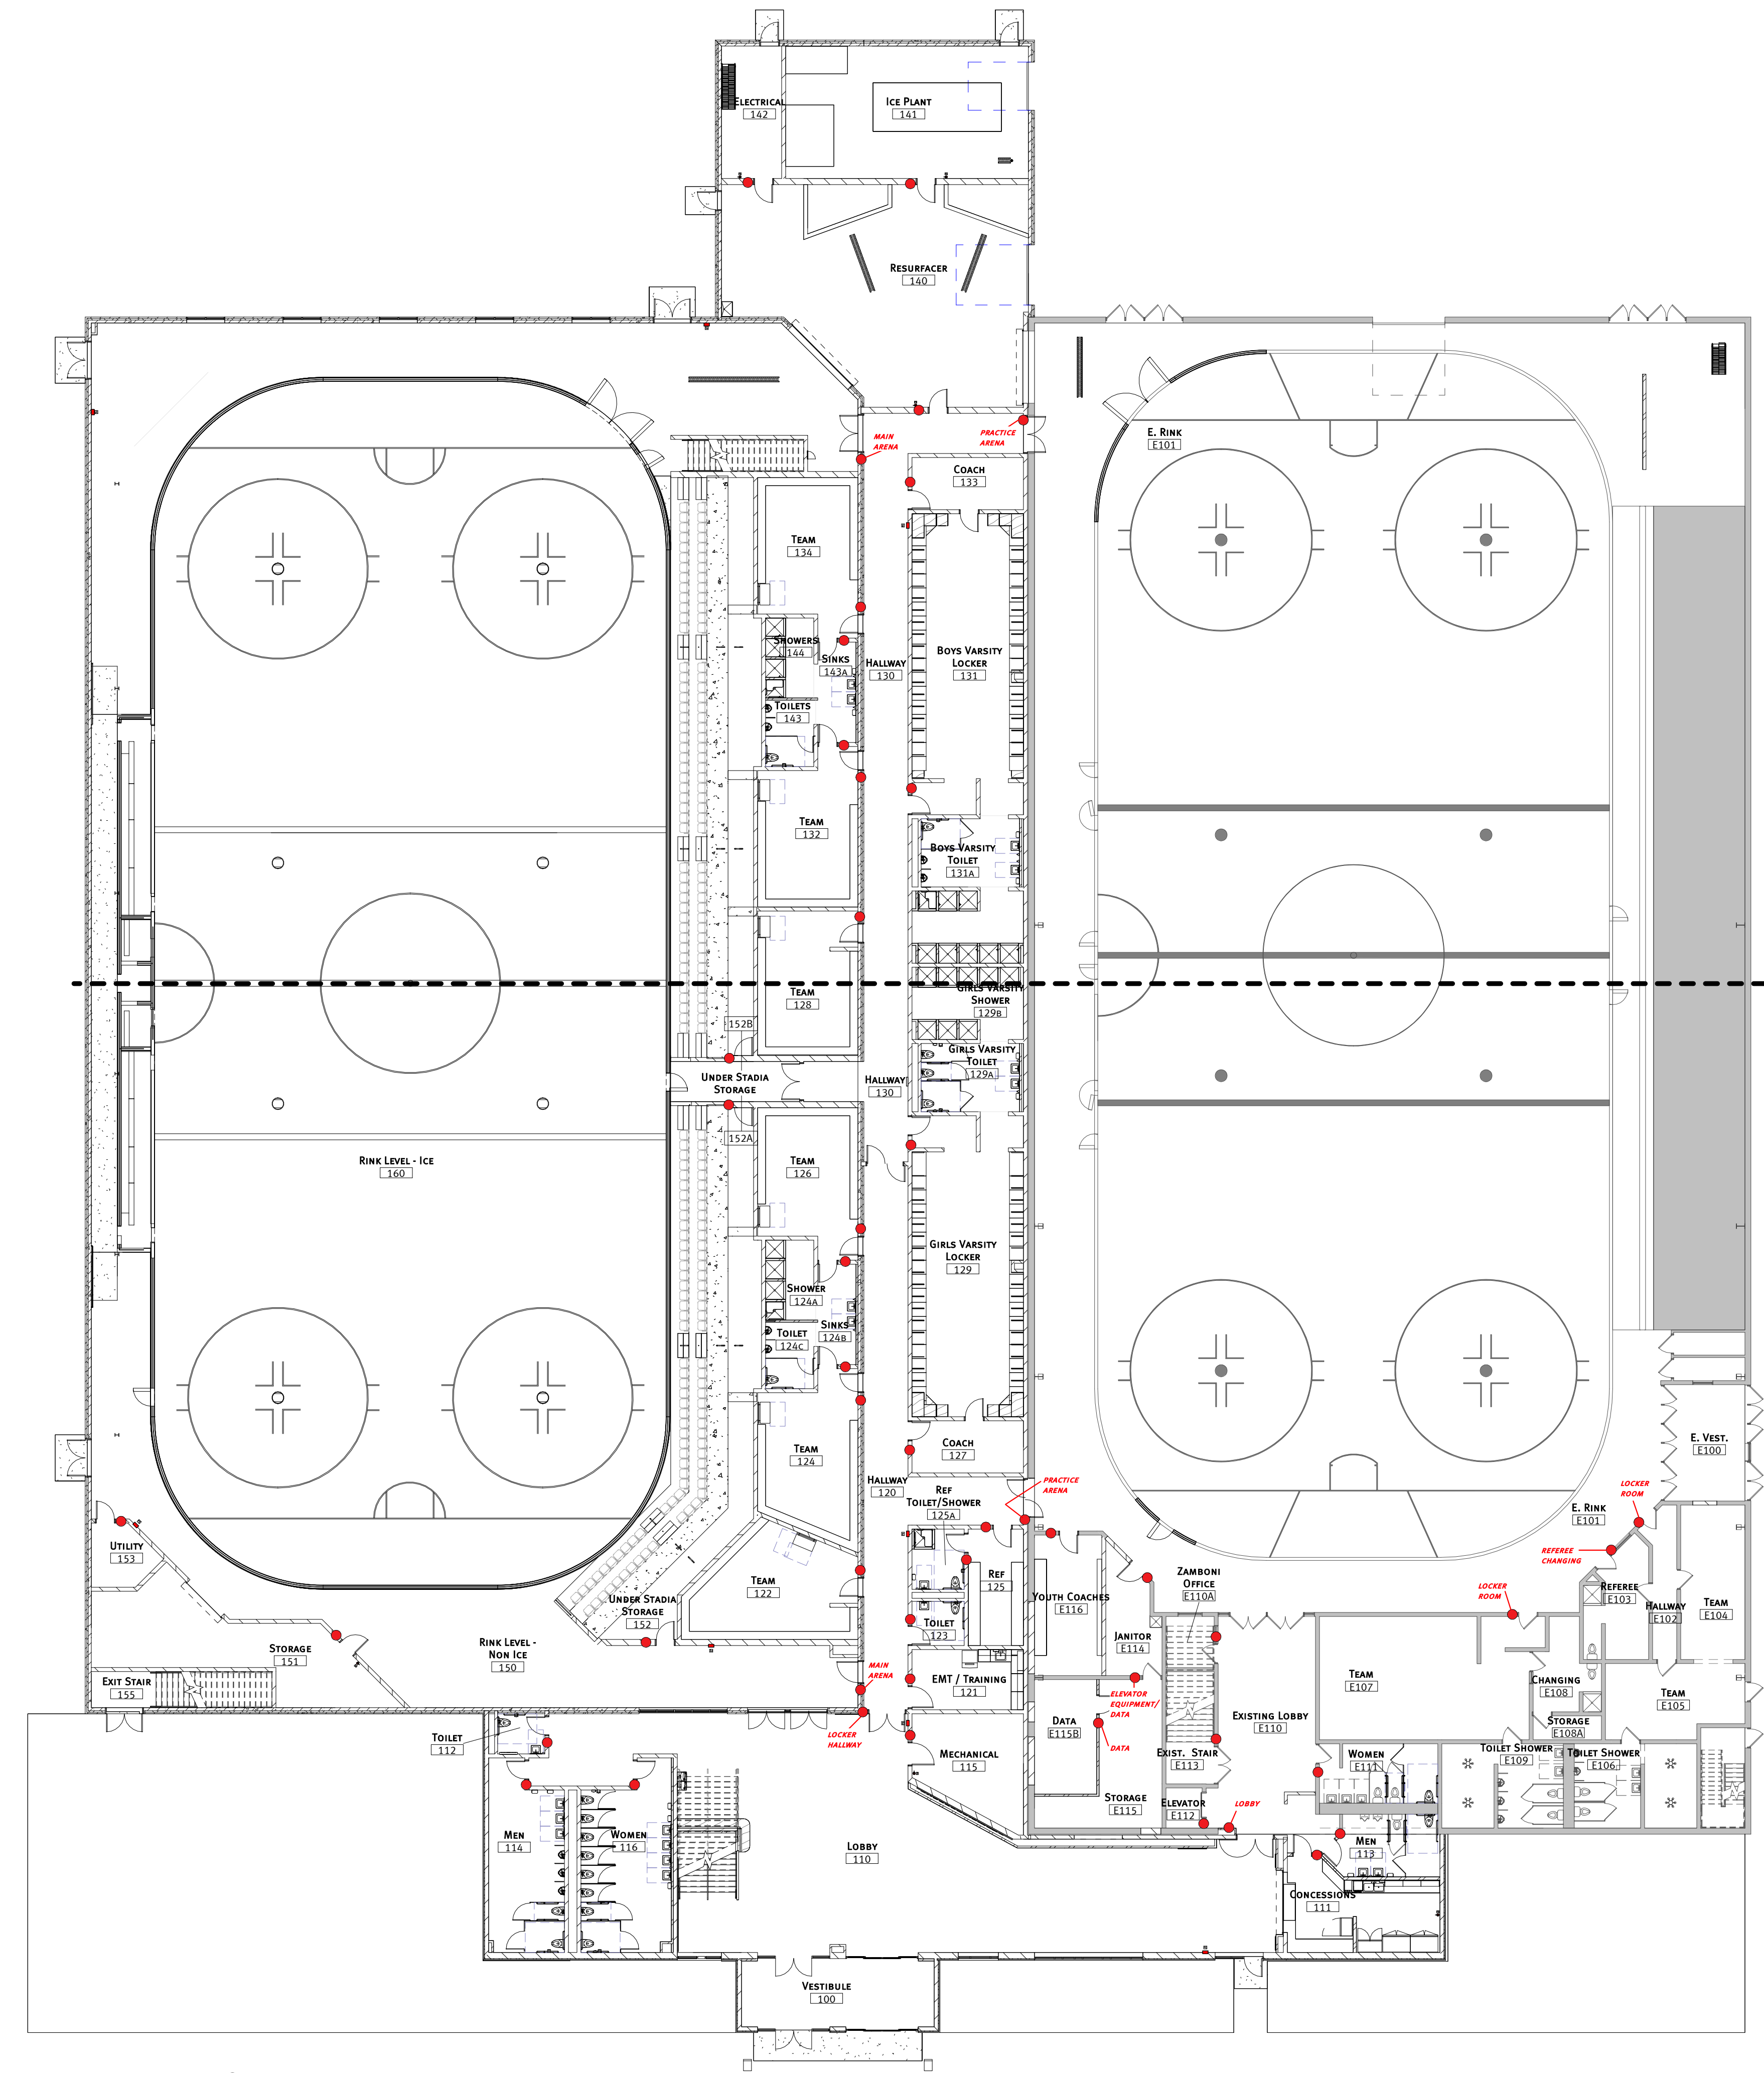 Electrical
142
Ice Plant
141
Resurfacer
140
MAIN
ARENA
PRACTICE
ARENA
E. Rink
E101
Coach
133
Team
134
Showers
144
Sinks
143A
Hallway
130
Boys Varsity
Locker
131
Toilets
143
Team
132
Boys Varsity
Toilet
131A
Team
128
Girls Varsity
Shower
129B
152B
Girls Varsity
Toilet
129A
Under Stadia
Storage
Hallway
130
152A
Rink Level - Ice
160
Team
126
Girls Varsity
Locker
129
Shower
124A
Sinks
124B
Toilet
124C
Team
124
Coach
127
E. Vest.
E100
Hallway
120
PRACTICE
ARENA
Ref
Toilet/Shower
125A
LOCKER
ROOM
E. Rink
E101
Utility
153
REFEREE
CHANGING
Team
122
Ref
125
Zamboni
Office
E110A
Youth Coaches
E116
LOCKER
ROOM
Referee
E103
Hallway
E102
Team
E104
Under Stadia
Storage
152
Toilet
123
Janitor
E114
Storage
151
Rink Level -
Non Ice
150
MAIN
ARENA
EMT / Training
121
Team
E107
Exit Stair
155
Changing
E108
Team
E105
ELEVATOR
EQUIPMENT/
DATA
LOCKER
HALLWAY
Toilet
112
Data
E115B
Existing Lobby
E110
Storage
E108A
DATA
Mechanical
115
Exist. Stair
E113
Women
E111
Toilet Shower
E109
Toilet Shower
E106
Storage
E115
Elevator
E112
LOBBY
Men
114
Women
116
Lobby
110
Men
113
Concessions
111
Vestibule
100